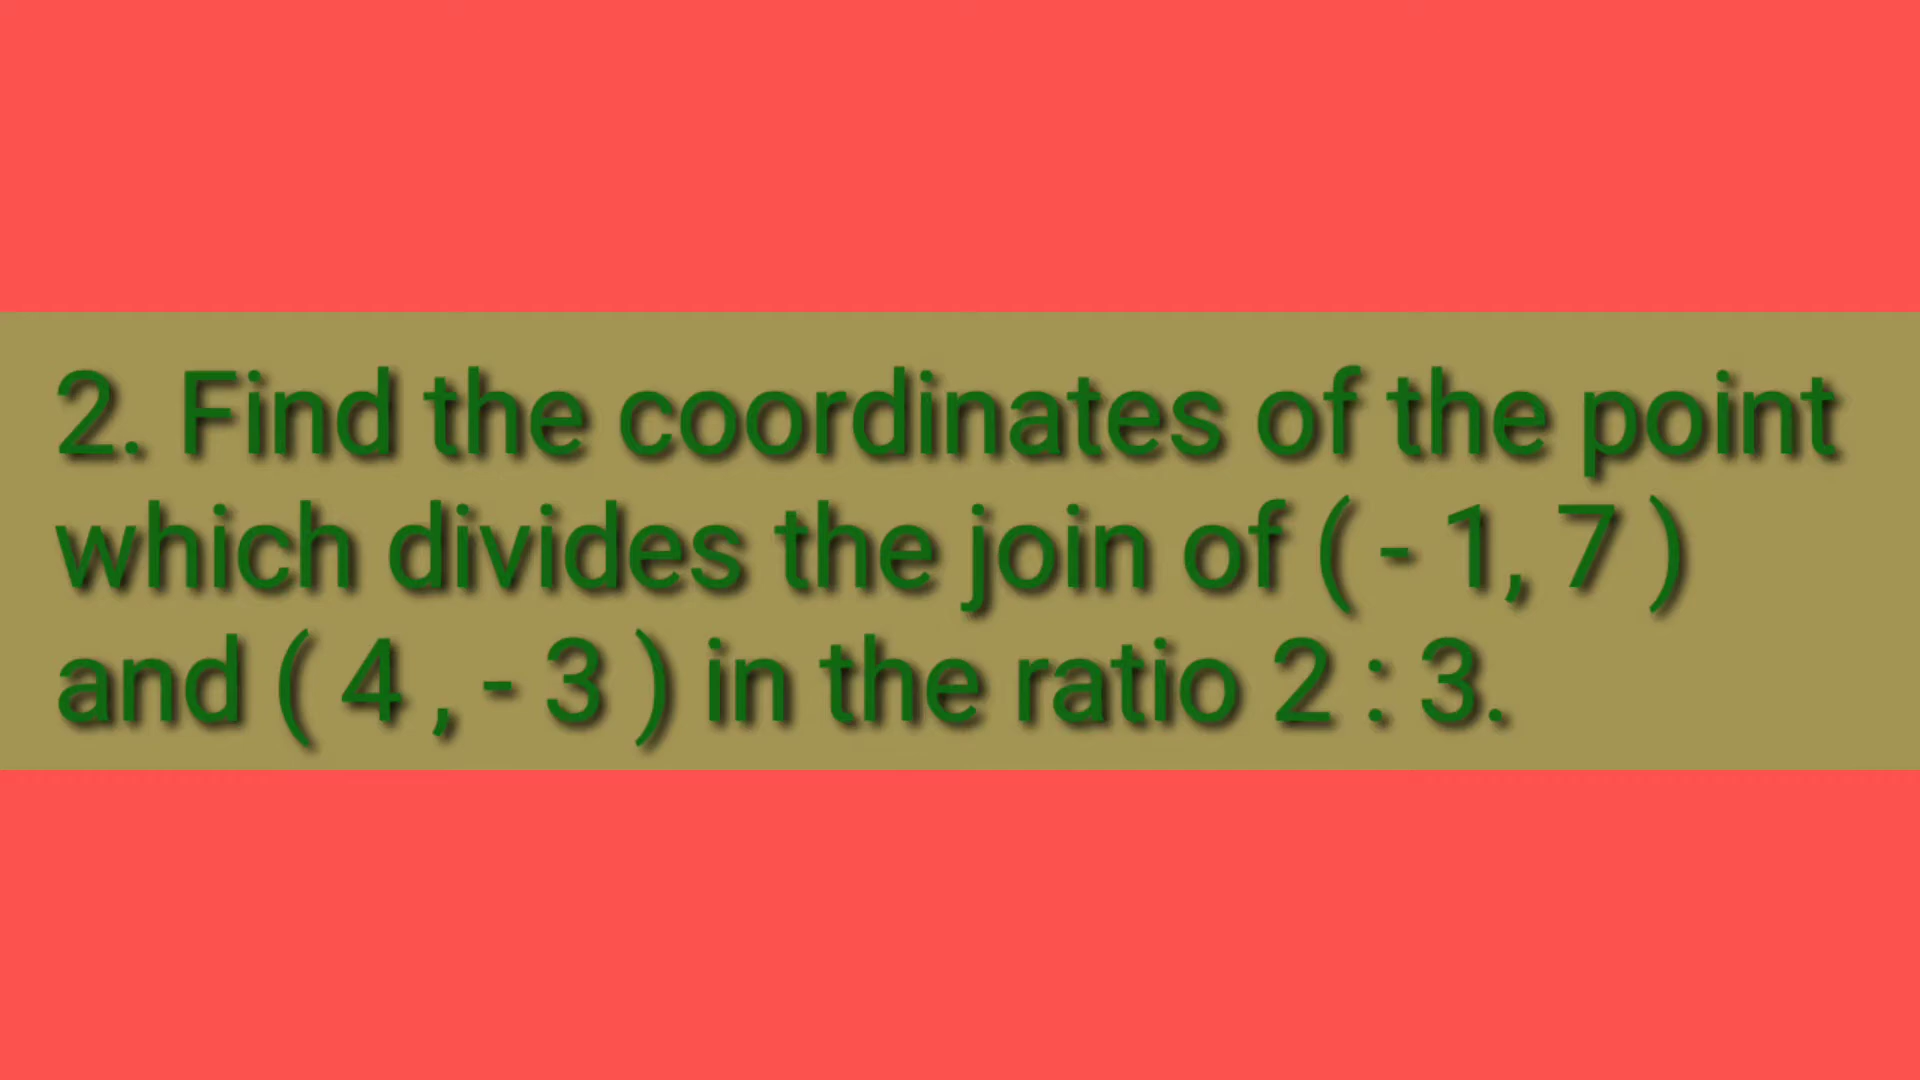 2. Find the coordinates of the point
which divides the join of ( - 1, 7 )
and ( 4 , - 3 ) in the ratio 2 : 3.